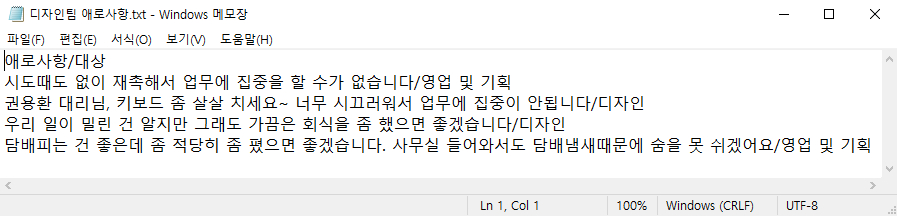 디자인팀 애로사항.txt - Windows 메모장
파일(F) 편집(E) 서식(O) 보기(V) 도움말(H)
애로사항/대상
시도때도 없이 재촉해서 업무에 집중을 할 수가 없습니다/영업 및 기획
권용환 대리님, 키보드 좀 살살 치세요~ 너무 시끄러워서 업무에 집중이 안됩니다/디자인
우리 일이 밀린 건 알지만 그래도 가끔은 회식을 좀 했으면 좋겠습니다/디자인
담배피는 건 좋은데 좀 적당히 좀 폈으면 좋겠습니다. 사무실 들어와서도 담배냄새때문에 숨을 못 쉬겠어요/영업 및 기획
Ln 1, Col 1 100% Windows (CRLF) UTF-8